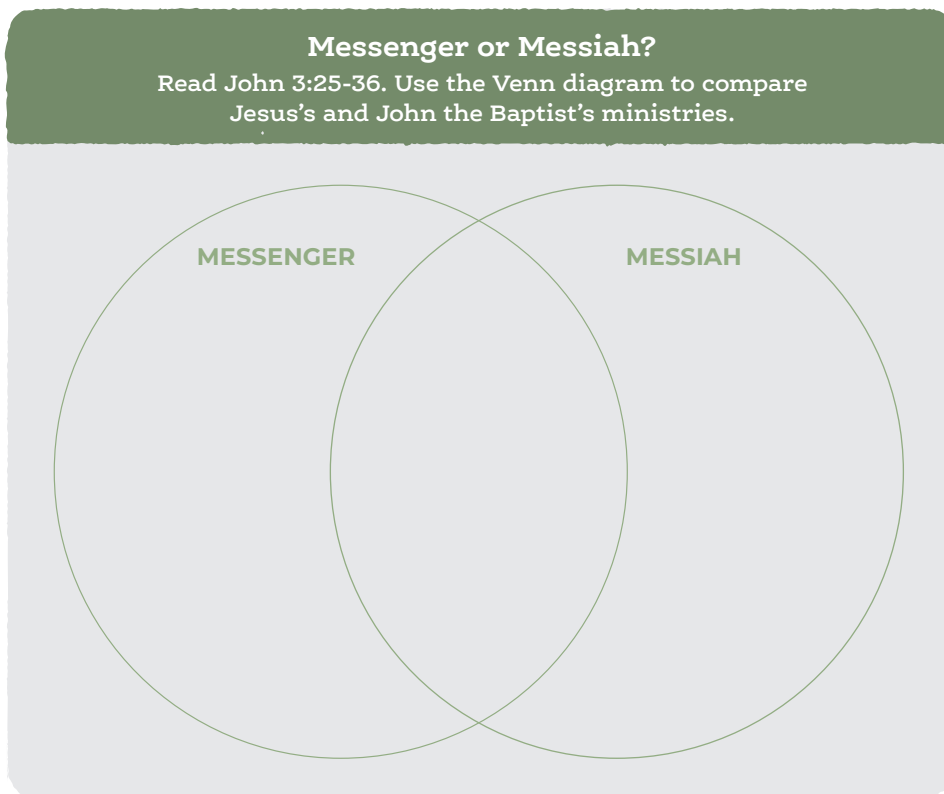 Messenger or Messiah?
Read John 3:25-36. Use the Venn diagram to compare
Jesus’s and John the Baptist’s ministries.
MESSENGER
MESSIAH